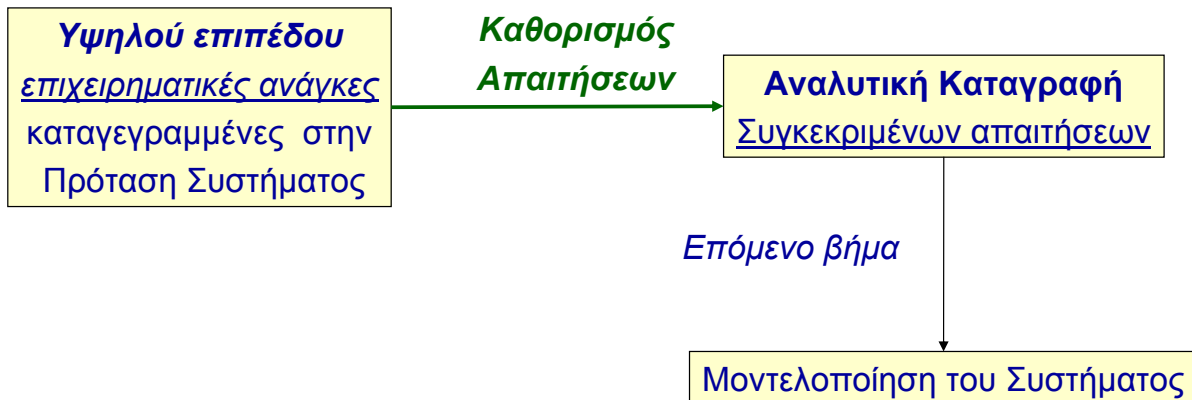 Υψηλού επιπέδου
επιχειρηματικές ανάγκες
καταγεγραμμένες στην
Πρόταση Συστήματος
Καθορισμός
Απαιτήσεων
Αναλυτική Καταγραφή
Συγκεκριμένων απαιτήσεων
Επόμενο βήμα
Μοντελοποίηση του Συστήματος